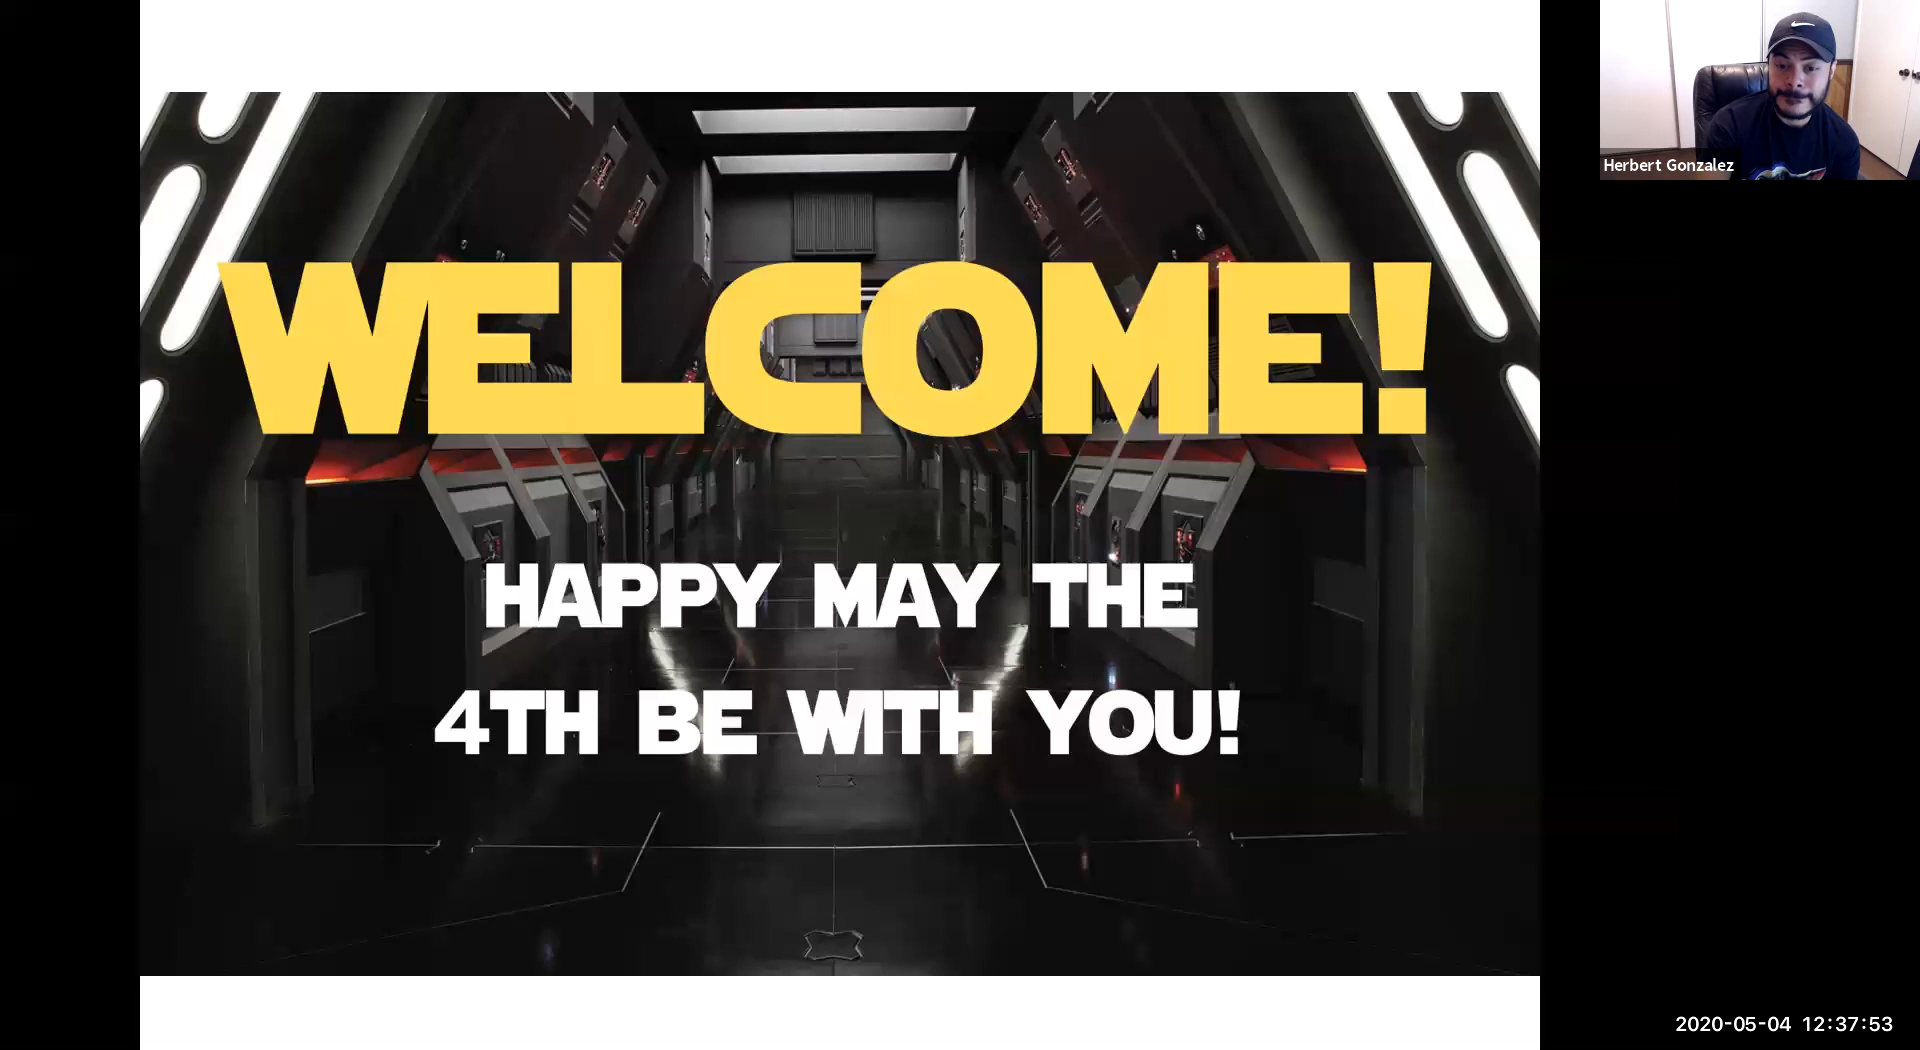 WELCOME!
HAPPY MAY THE
4TH BE WITH YOU!
Herbert Gonzalez
2020-05-04 12:37:53